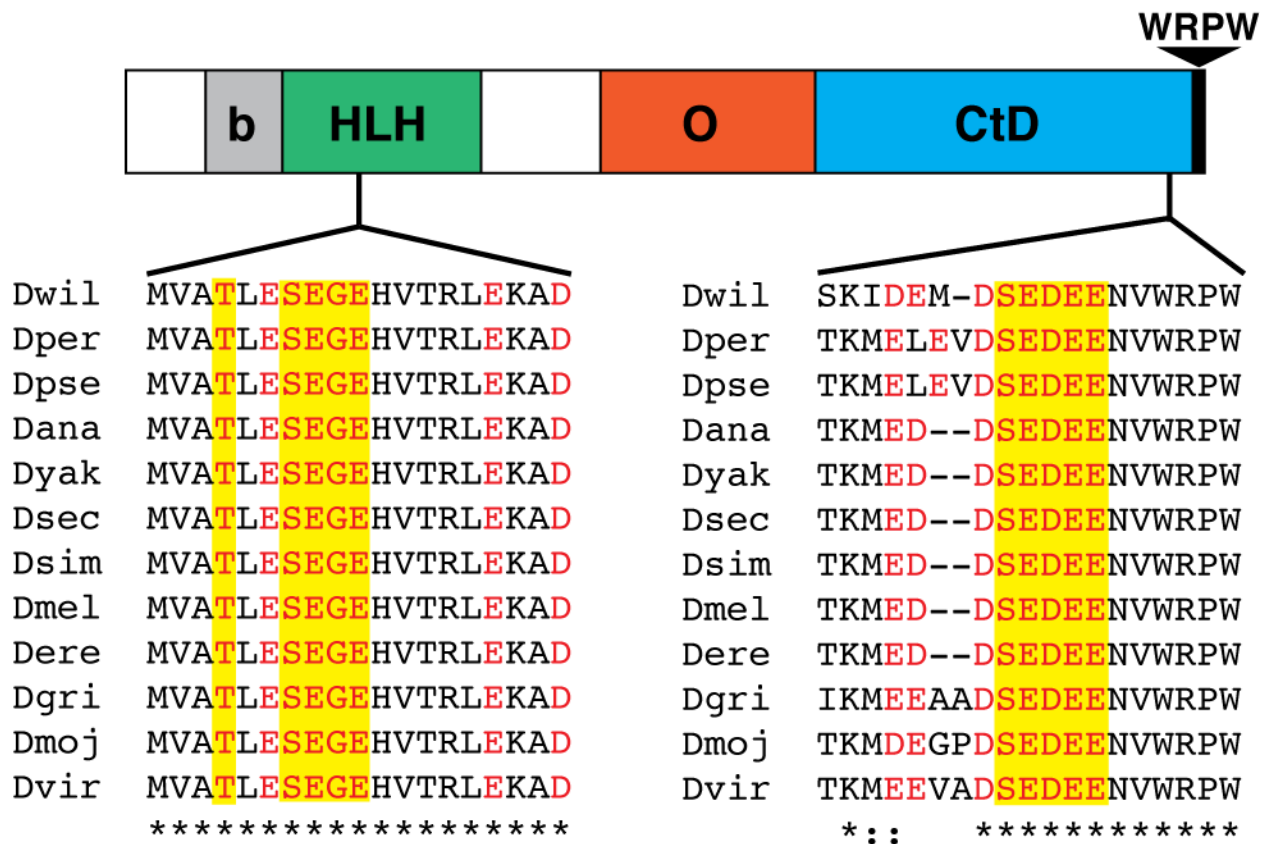 WRPW
b HLH O CtD
Dwil MVATLESEGEHVTRLEKAD Dwil SKIDEM-DSEDEENVWRPW
Dper MVATLESEGEHVTRLEKAD Dper TKMELEVDSEDEENVWRPW
Dpse MVATLESEGEHVTRLEKAD Dpse TKMELEVDSEDEENVWRPW
Dana MVATLESEGEHVTRLEKAD Dana TKMED--DSEDEENVWRPW
Dyak MVATLESEGEHVTRLEKAD Dyak TKMED--DSEDEENVWRPW
Dsec MVATLESEGEHVTRLEKAD Dsec TKMED--DSEDEENVWRPW
Dsim MVATLESEGEHVTRLEKAD Dsim TKMED--DSEDEENVWRPW
Dmel MVATLESEGEHVTRLEKAD Dmel TKMED--DSEDEENVWRPW
Dere MVATLESEGEHVTRLEKAD Dere TKMED--DSEDEENVWRPW
Dgri MVATLESEGEHVTRLEKAD Dgri IKMEEAADSEDEENVWRPW
Dmoj MVATLESEGEHVTRLEKAD Dmoj TKMDEGPDSEDEENVWRPW
Dvir MVATLESEGEHVTRLEKAD Dvir TKMEEVADSEDEENVWRPW
******************* *:: ************